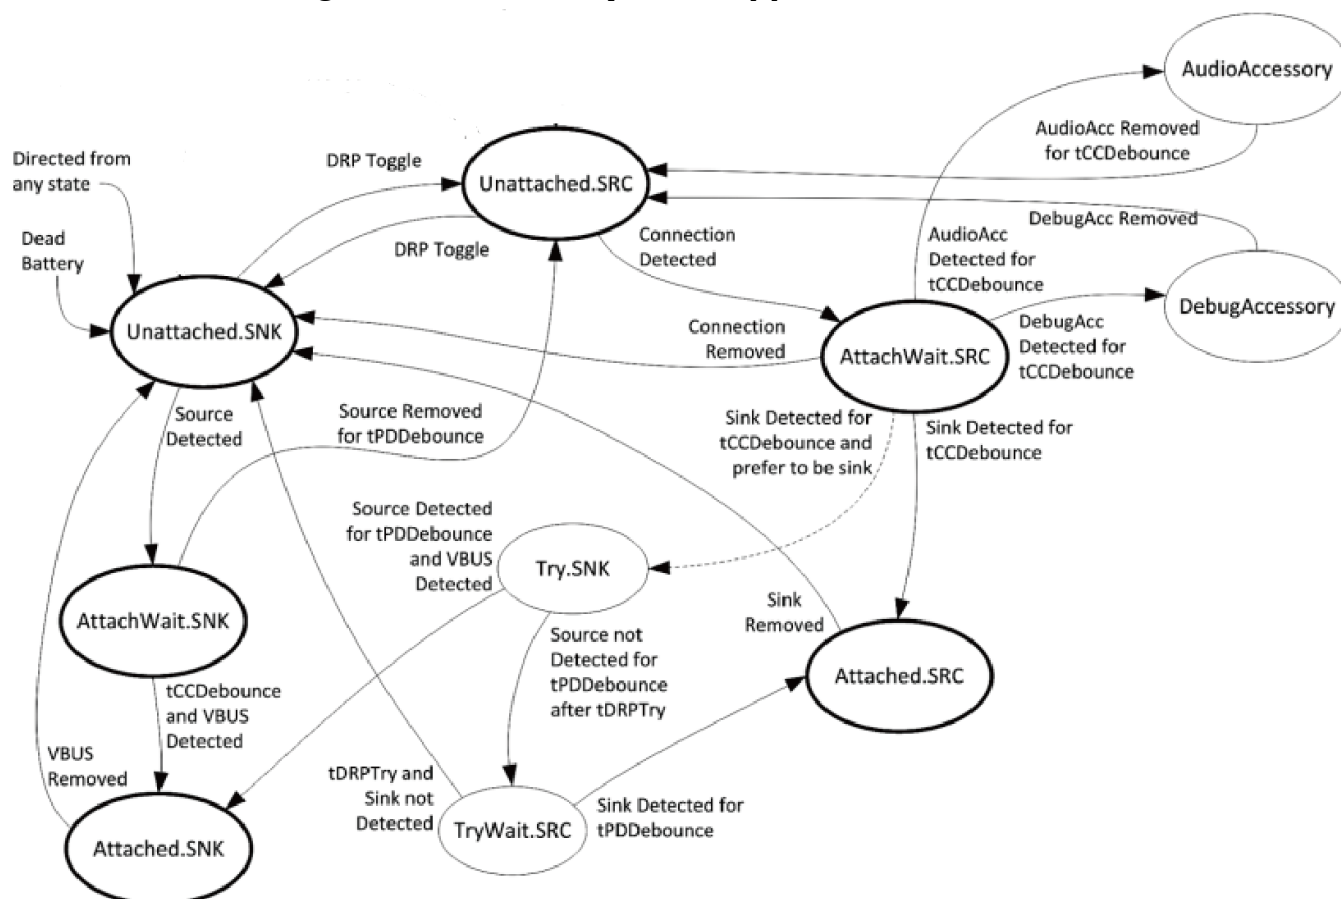 AudioAccessory
AudioAcc Removed
for tCCDebounce
Directed from
any state
DRP Toggle
Unattached.SRC
DebugAcc Removed
Dead
Battery
DRP Toggle
Connection
Detected
AudioAcc
Detected for
tCCDebounce
DebugAccessory
Unattached.SNK
Connection
Removed
AttachWait.SRC
DebugAcc
Detected for
tCCDebounce
Source
Detected
Source Removed
for tPDDebounce
Sink Detected for
tCCDebounce and
prefer to be sink
Sink Detected for
tCCDebounce
Source Detected
for tPDDebounce
and VBUS
Detected
Try.SNK
AttachWait.SNK
Sink
Removed
Source not
Detected for
tPDDebounce
after tDRPTry
Attached.SRC
tCCDebounce
and VBUS
Detected
VBUS
Removed
tDRPTry and
Sink not
Detected
TryWait.SRC
Sink Detected for
tPDDebounce
Attached.SNK